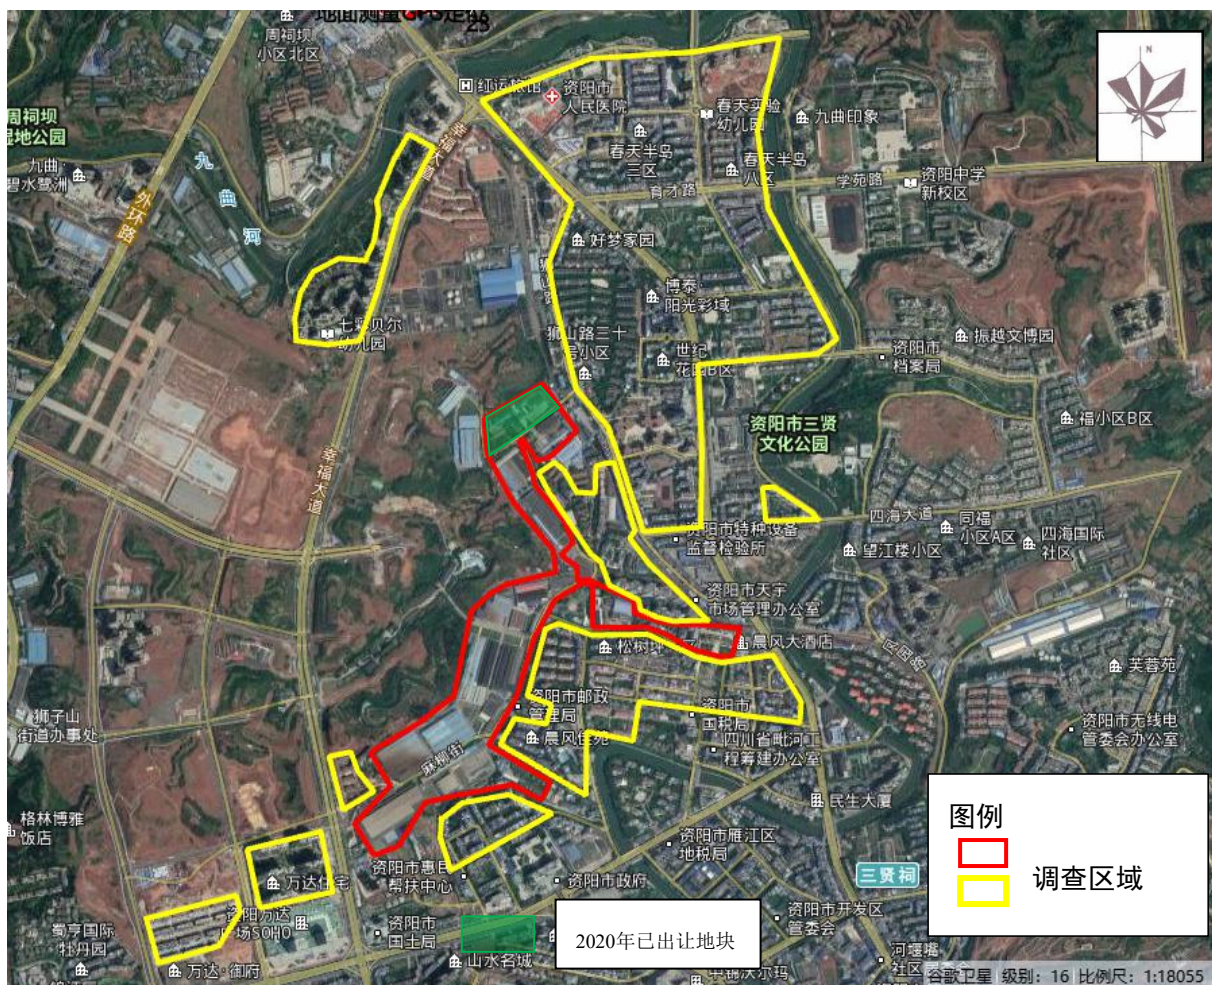 地面测量GPS定位
23
周祠坝
小区北区
N
红运旅馆
资阳市
人民医院
春天实验
幼儿园
九曲印象
周祠坝
湿地公园
九曲·
碧水鹭洲
九曲河
外环路
幸福大道
春天半岛
三区
春天半岛
八区
育才路
学苑路
资阳中学
新校区
好梦家园
狮山路
博泰·
阳光彩域
七彩贝尔
幼儿园
狮山路三十
号小区
世纪
花园B区
资阳市
档案局
振越文博园
福小区B区
资阳市三贤
文化公园
幸福大道
四海大道
同福
小区A区
四海国际
社区
望江楼小区
资阳市特种设备
监督检验所
资阳市天宇
市场管理办公室
松树坪
晨风大酒店
芙蓉苑
资阳市邮政
管理局
晨风佳苑
资阳市
国税局
四川省毗河工
程筹建办公室
资阳市无线电
管委会办公室
狮子山
街道办事处
麻柳街
民生大厦
图例
调查区域
格林博雅
饭店
资阳市雁江区
地税局
资阳市惠民
帮扶中心
资阳市政府
三贤祠
万达住宅
资阳万达
广场SOHO
蜀亨国际
牡丹园
万达·御府
资阳市
国土局
山水名城
2020年已出让地块
资阳市开发区
管委会
河堰嘴
社区
谷歌卫星 级别：16 比例尺：1:18055